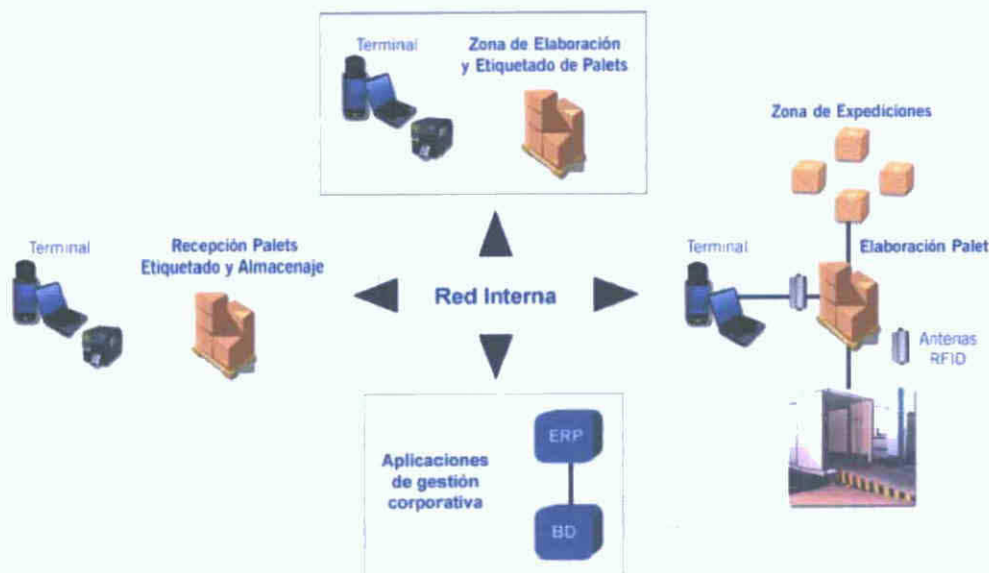 Terminal
Zona de Elaboración
y Etiquetado de Palets
Zona de Expediciones
Terminal
Recepción Palets
Etiquetado y Almacenaje
Red Interna
Terminal
Elaboración Palet
Antenas
RFID
Aplicaciones
de gestión
corporativa
ERP
BD